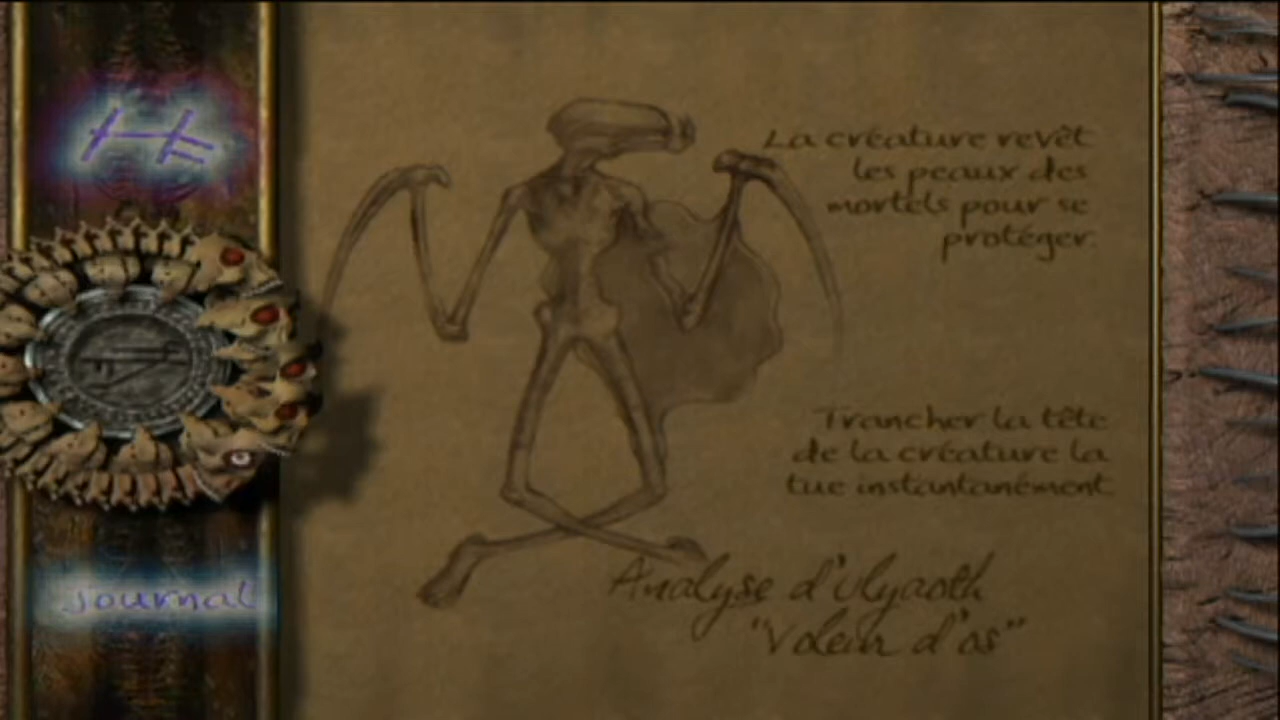 La créature revêt
les peaux des
mortels pour se
protéger.
Trancher la tête
de la créature la
tue instantanément
Analyse d'Ulyaoth
"Voleur d'os"
journal